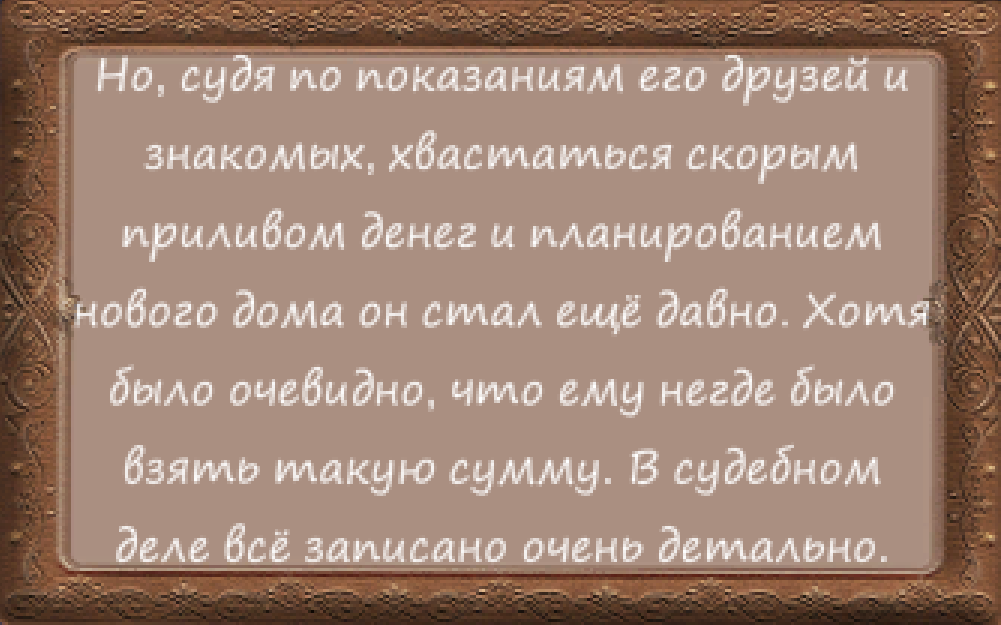 Но, судя по показаниям его друзей и
знакомых, хвастаться скорым
приливом денег и планированием
нового дома он стал ещё давно. Хотя
было очевидно, что ему негде было
взять такую сумму. В судебном
деле всё записано очень детально.